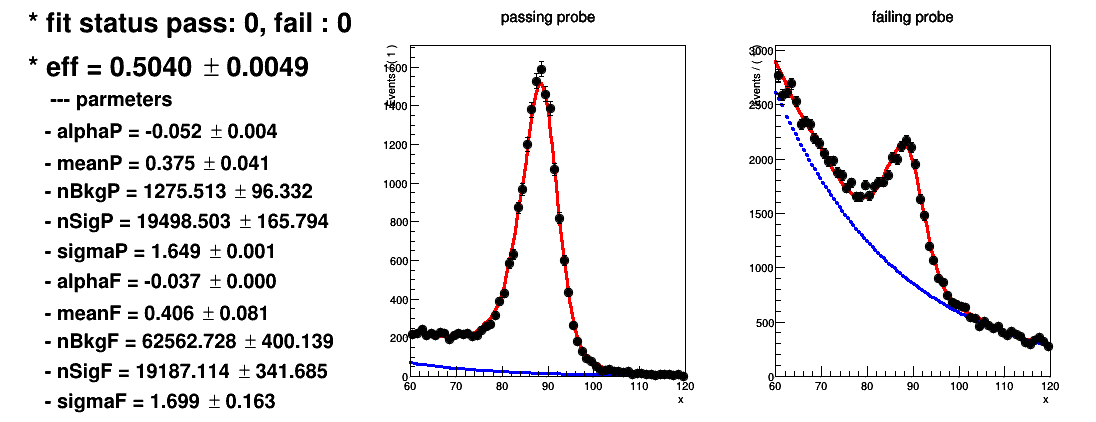 * fit status pass: 0, fail : 0
* eff = 0.5040 ± 0.0049
--- parmeters
- alphaP = -0.052 ± 0.004
- meanP = 0.375 ± 0.041
- nBkgP = 1275.513 ± 96.332
- nSigP = 19498.503 ± 165.794
- sigmaP = 1.649 ± 0.001
- alphaF = -0.037 ± 0.000
- meanF = 0.406 ± 0.081
- nBkgF = 62562.728 ± 400.139
- nSigF = 19187.114 ± 341.685
- sigmaF = 1.699 ± 0.163
passing probe
Events / ( 1 )
1600
1400
1200
1000
800
600
400
200
0
60 70 80 90 100 110 120
x
failing probe
Events / (
3000
2500
2000
1500
1000
500
0
60 70 80 90 100 110 120
x